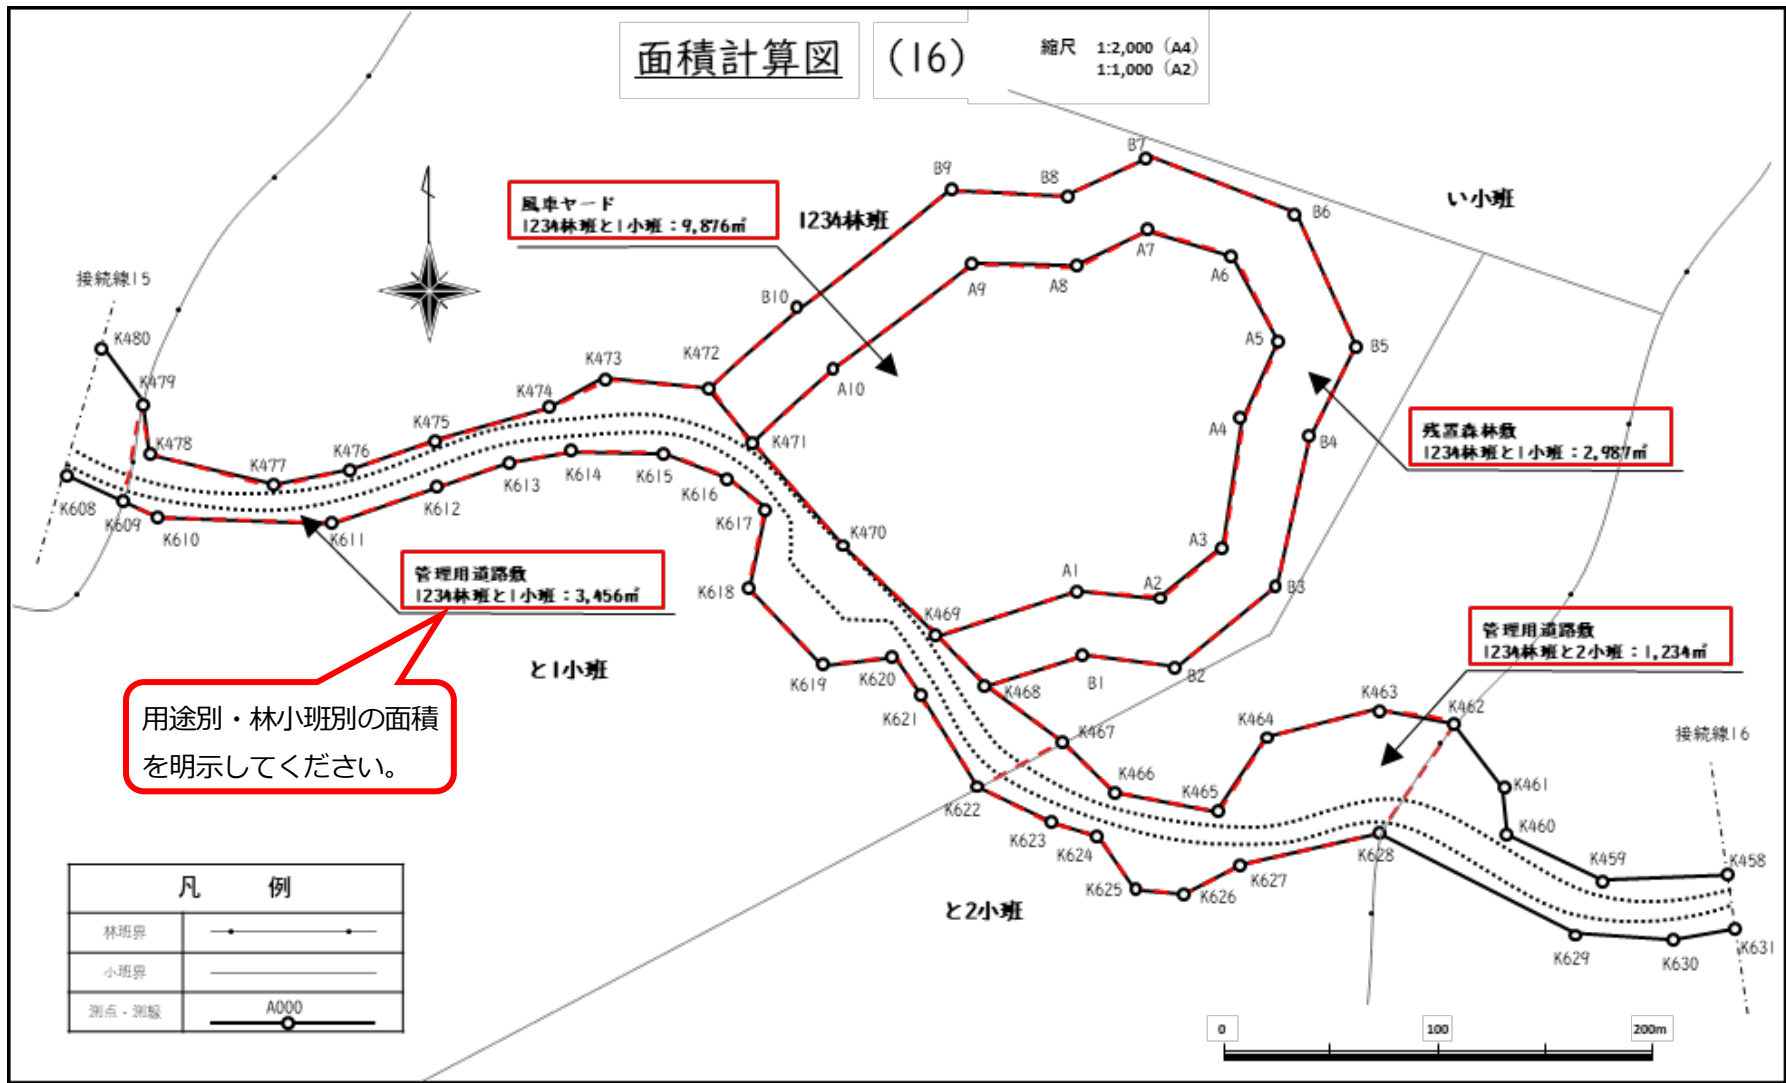 面積計算図 (16)
縮尺 1:2,000 (A4)
1:1,000 (A2)
B7
B9
B8
い小班
B6
風車ヤード
1234林班と1小班：9,876㎡
1234林班
A7
A6
A9
A8
接続線15
B10
K480
A5
B5
K473
K472
A10
K479
K474
残置森林敷
1234林班と1小班：2,987㎡
K475
K471
A4
B4
K478
K477
K476
K614
K615
K613
K616
K612
K608
K609
K610
K611
K617
K470
A3
管理用道路敷
1234林班と1小班：3,456㎡
A1
A2
B3
K618
K469
管理用道路敷
1234林班と2小班：1,234㎡
と1小班
K619
K620
K468
B1
B2
K463
K462
K621
K464
K467
接続線16
用途別・林小班別の面積
を明示してください。
K466
K465
K461
K622
K460
K623
K624
K628
K459
K458
K625
K626
K627
と2小班
K629
K630
K631
凡 例
林班界
小班界
測点・測線
A000
0 100 200m